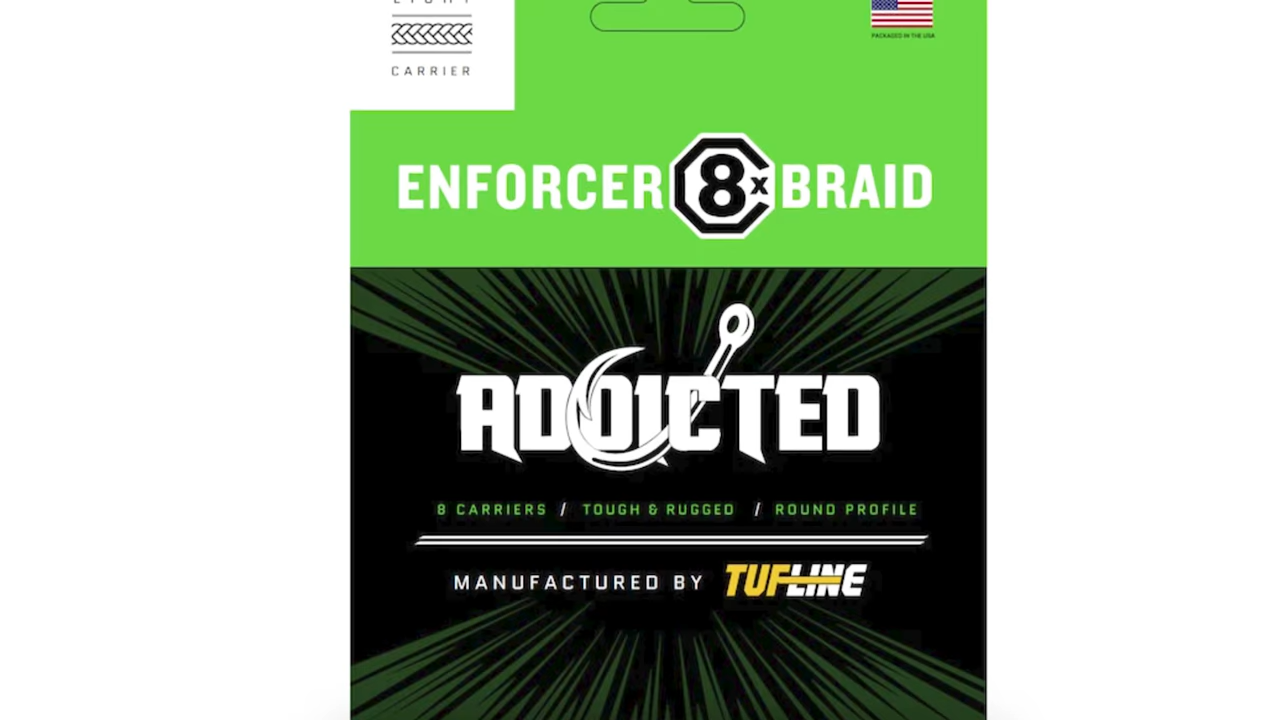 CARRIER
PACKAGED IN THE USA
ENFORCER 8x BRAID
ADDICTED
8 CARRIERS / TOUGH & RUGGED / ROUND PROFILE
MANUFACTURED BY TUFLINE